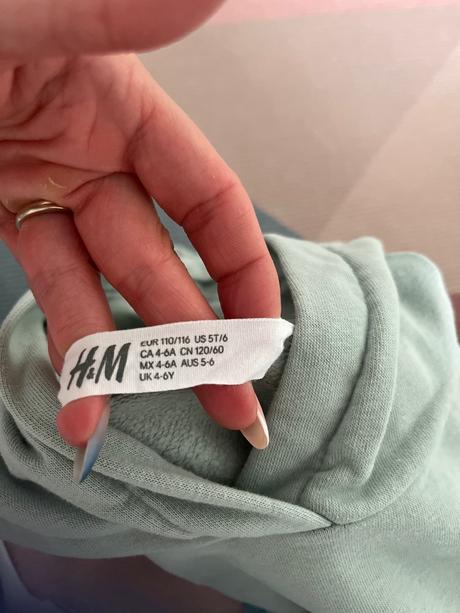 H&M
EUR 110/116 US 5T/6
CA 4-6A CN 120/60
MX 4-6A AUS 5-6
UK 4-6Y